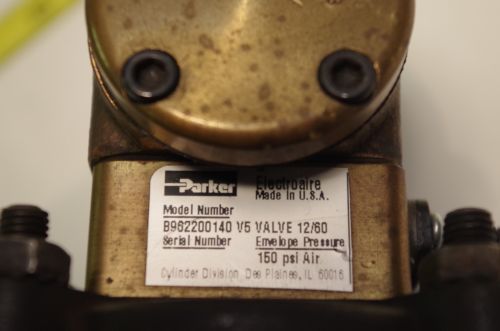 Parker Electroaire
Made In U.S.A.
Model Number
B962200140 V5 VALVE 12/60
Serial Number Envelope Pressure
150 psi Air
Cylinder Division, Des Plaines, IL 60016